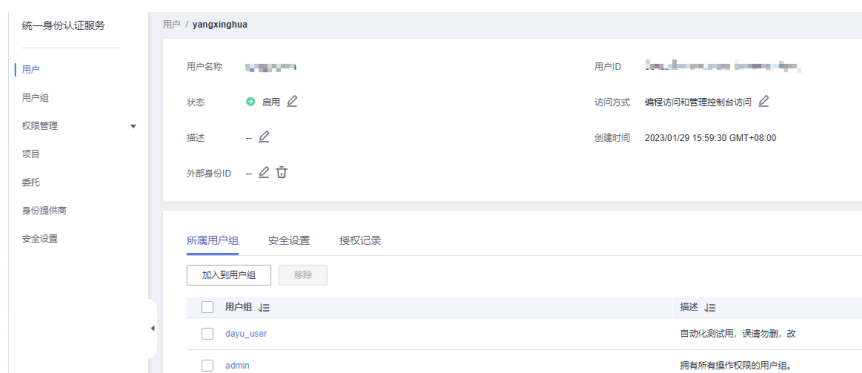 统一身份认证服务
用户 / yangxinghua
用户
用户组
权限管理
项目
委托
身份提供商
安全设置
用户名称
用户ID
状态 启用
访问方式 编程访问和管理控制台访问
描述 --
创建时间 2023/01/29 15:59:30 GMT+08:00
外部身份ID --
所属用户组 安全设置 授权记录
加入到用户组 移除
用户组 描述
dayu_user 自动化测试用，误请勿删，改
admin 拥有所有操作权限的用户组。